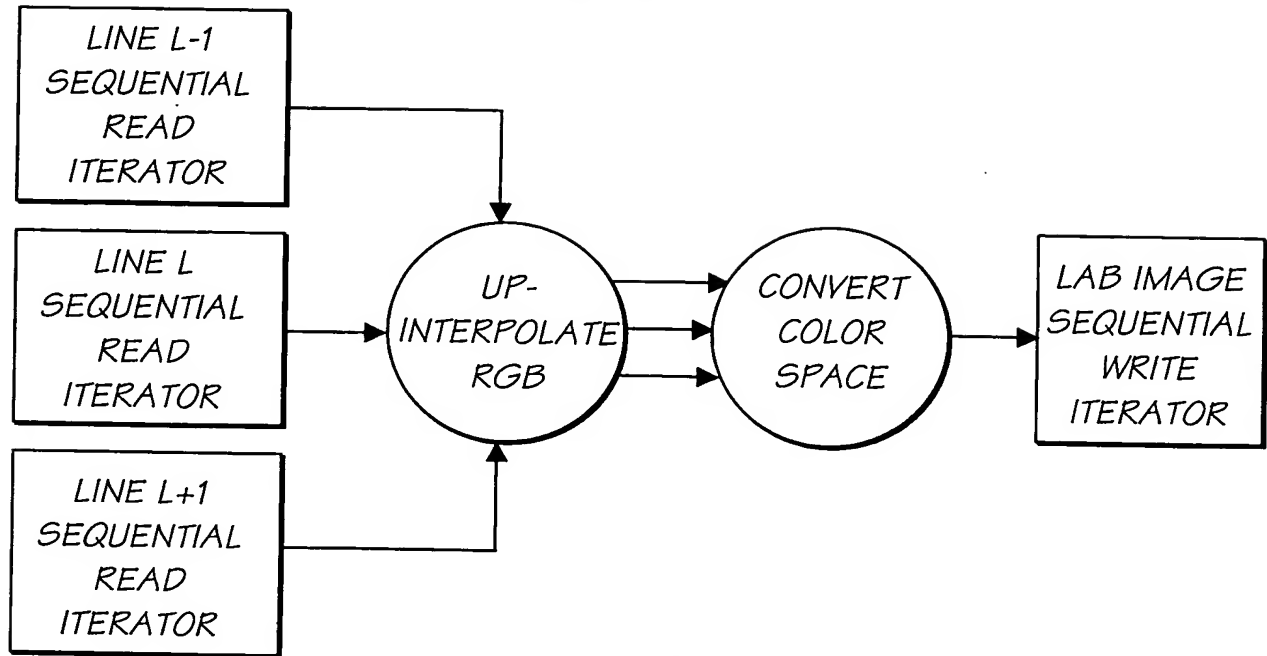 LINE L-1
SEQUENTIAL
READ
ITERATOR
LINE L
SEQUENTIAL
READ
ITERATOR
LINE L+1
SEQUENTIAL
READ
ITERATOR
UP-
INTERPOLATE
RGB
CONVERT
COLOR
SPACE
LAB IMAGE
SEQUENTIAL
WRITE
ITERATOR